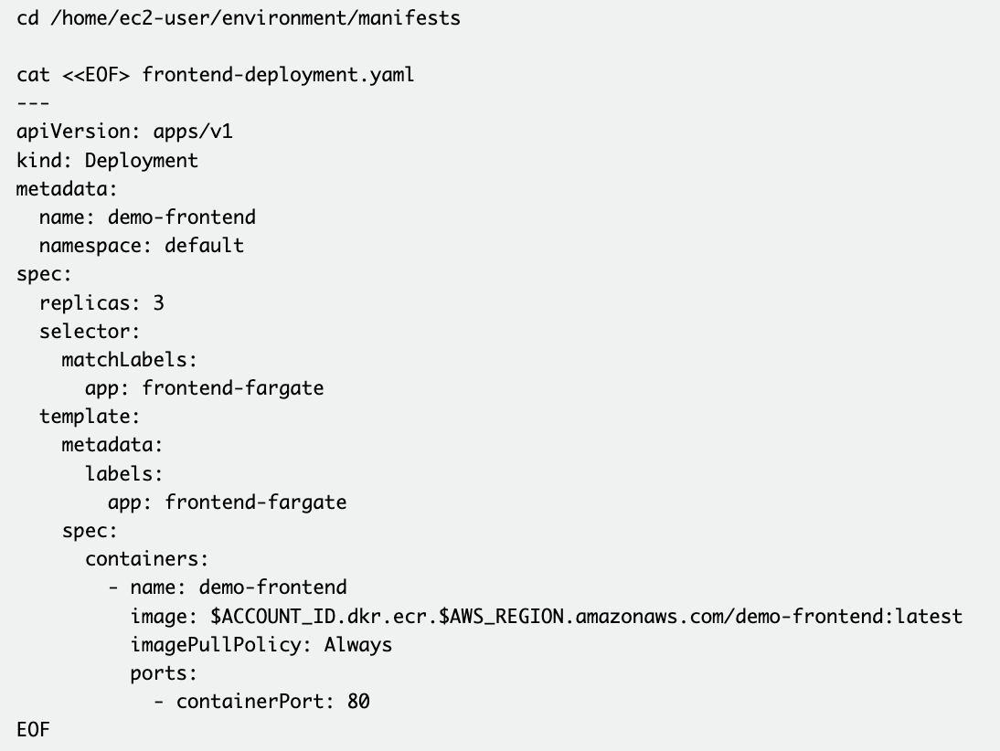 cd /home/ec2-user/environment/manifests

cat <<EOF> frontend-deployment.yaml
---
apiVersion: apps/v1
kind: Deployment
metadata:
  name: demo-frontend
  namespace: default
spec:
  replicas: 3
  selector:
    matchLabels:
      app: frontend-fargate
  template:
    metadata:
      labels:
        app: frontend-fargate
    spec:
      containers:
        - name: demo-frontend
          image: $ACCOUNT_ID.dkr.ecr.$AWS_REGION.amazonaws.com/demo-frontend:latest
          imagePullPolicy: Always
          ports:
            - containerPort: 80
EOF